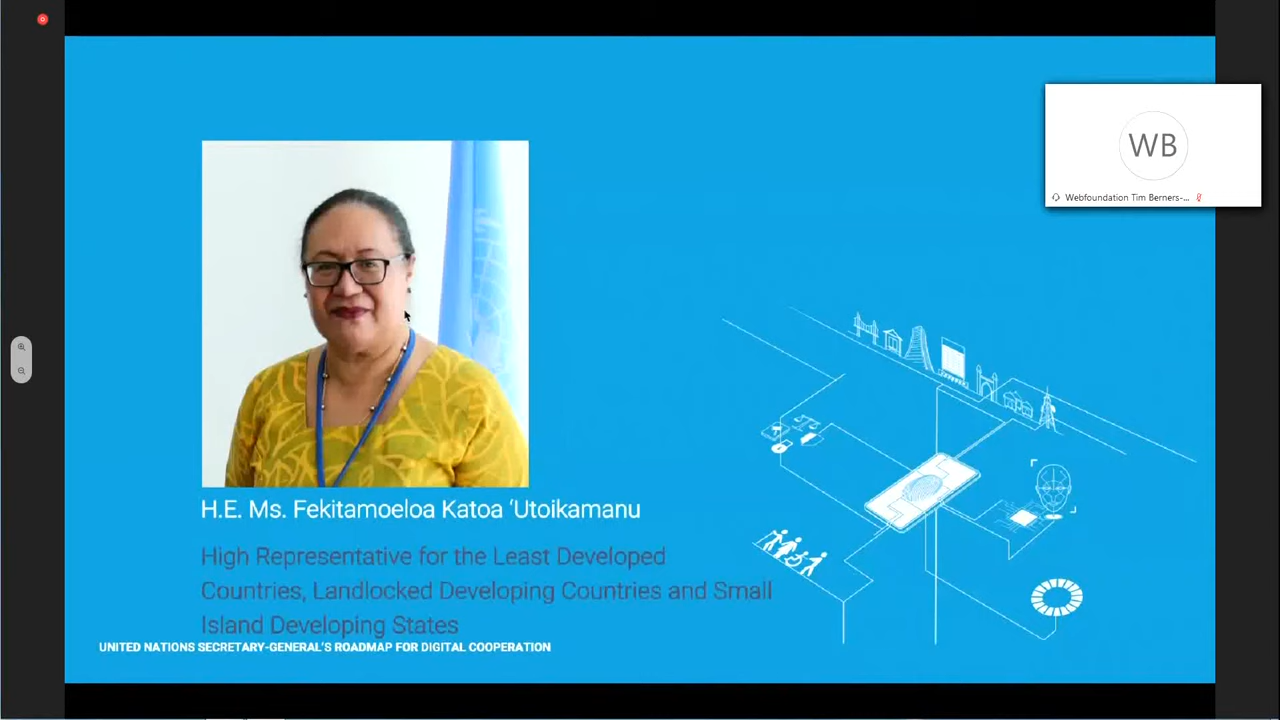 WB
Webfoundation Tim Berners-...
H.E. Ms. Fekitamoeloa Katoa ‘Utoikamanu
High Representative for the Least Developed
Countries, Landlocked Developing Countries and Small
Island Developing States
UNITED NATIONS SECRETARY-GENERAL’S ROADMAP FOR DIGITAL COOPERATION